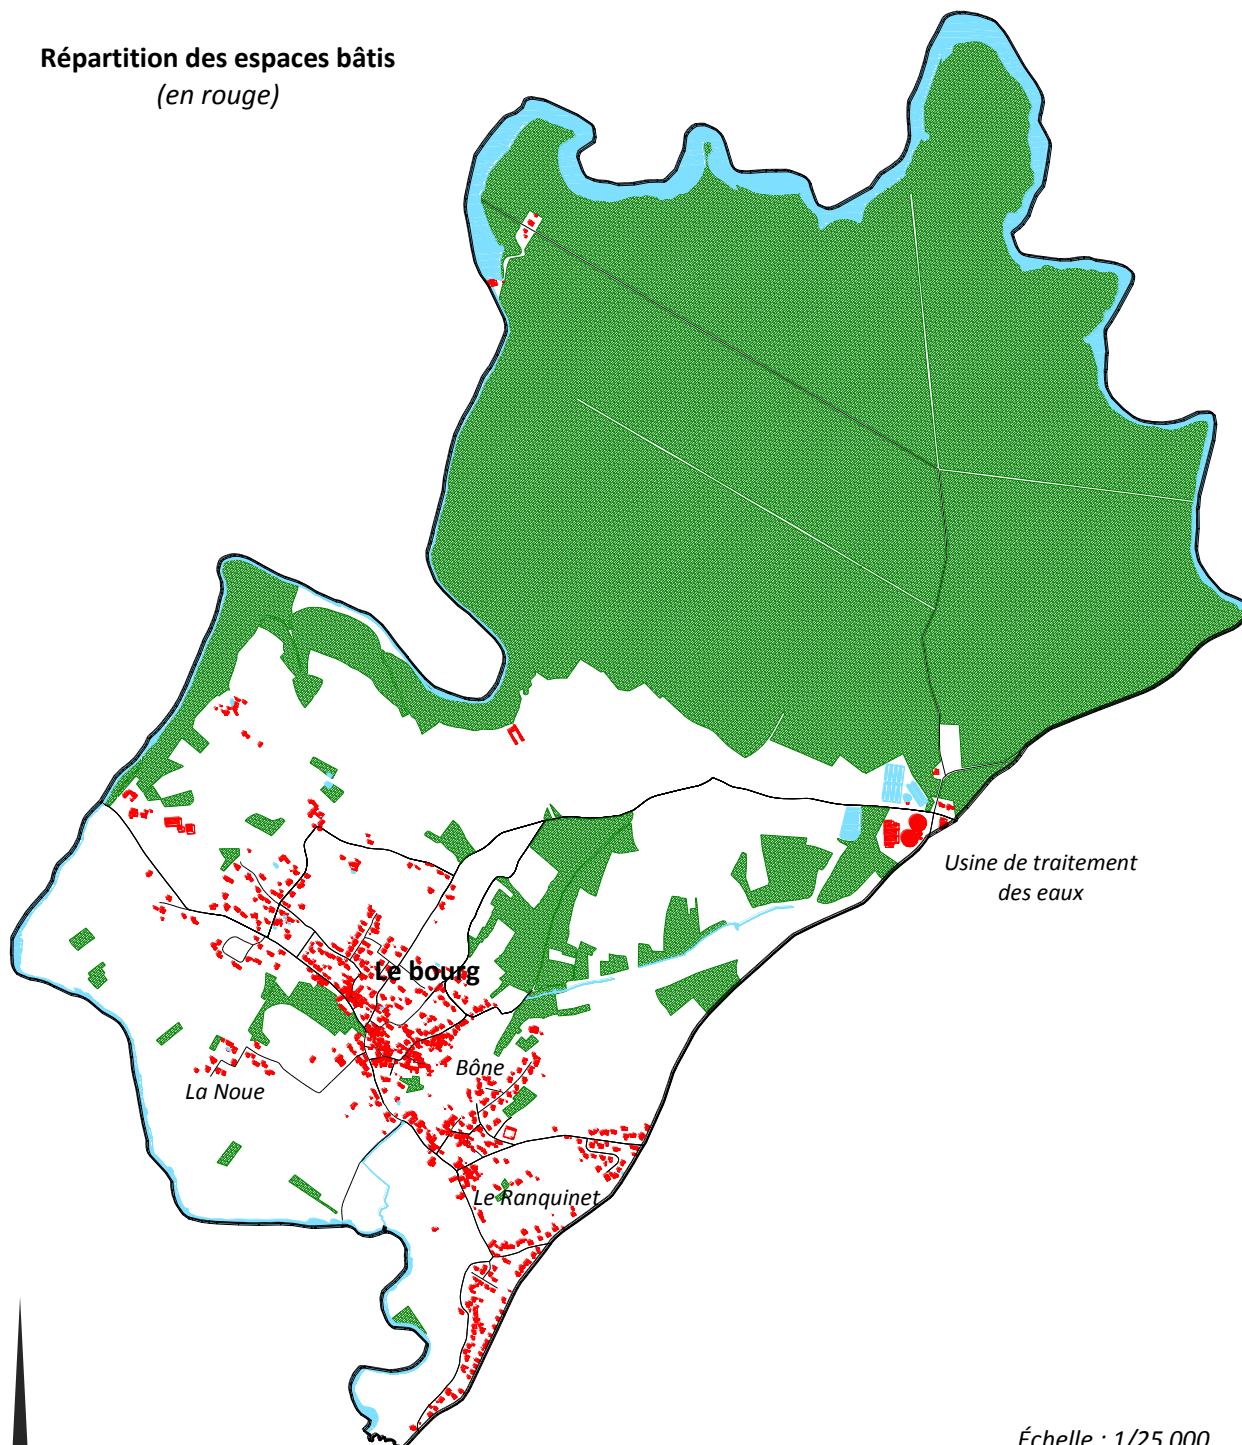 Répartition des espaces bâtis
(en rouge)
Usine de traitement
des eaux
Le bourg
Bône
La Noue
Le Ranquinet
Échelle : 1/25 000